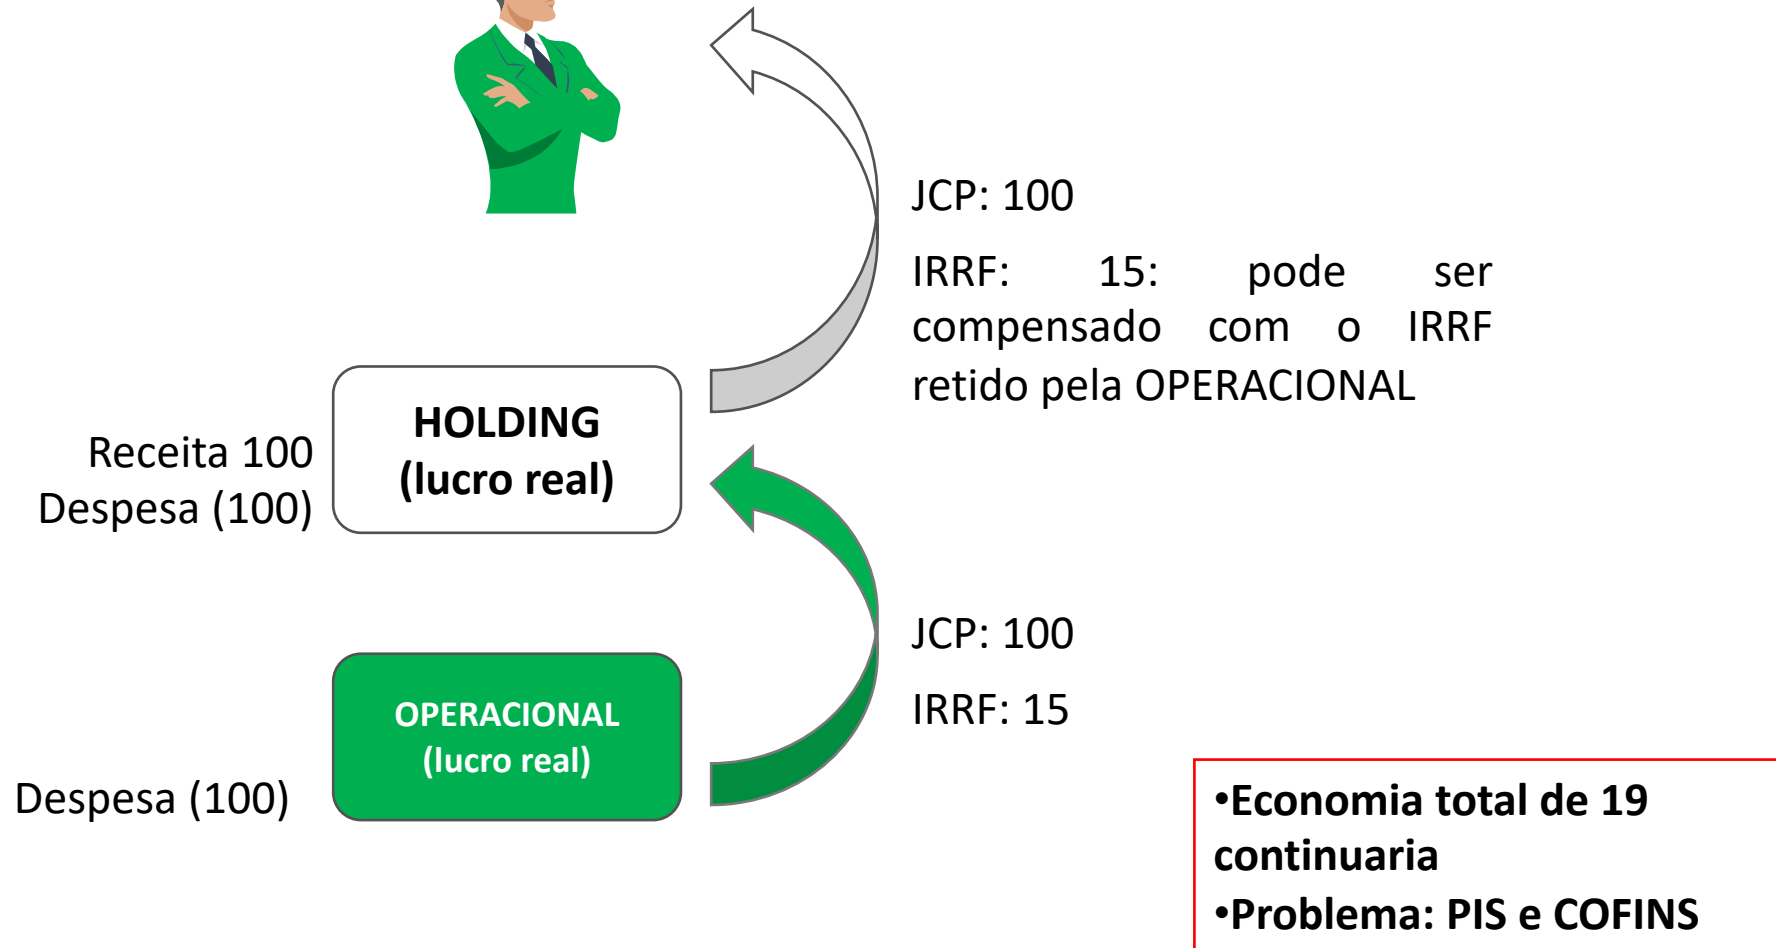 JCP: 100
IRRF: 15: pode ser
compensado com o IRRF
retido pela OPERACIONAL
HOLDING
(lucro real)
Receita 100
Despesa (100)
JCP: 100
IRRF: 15
OPERACIONAL
(lucro real)
Despesa (100)
•Economia total de 19
continuaria
•Problema: PIS e COFINS